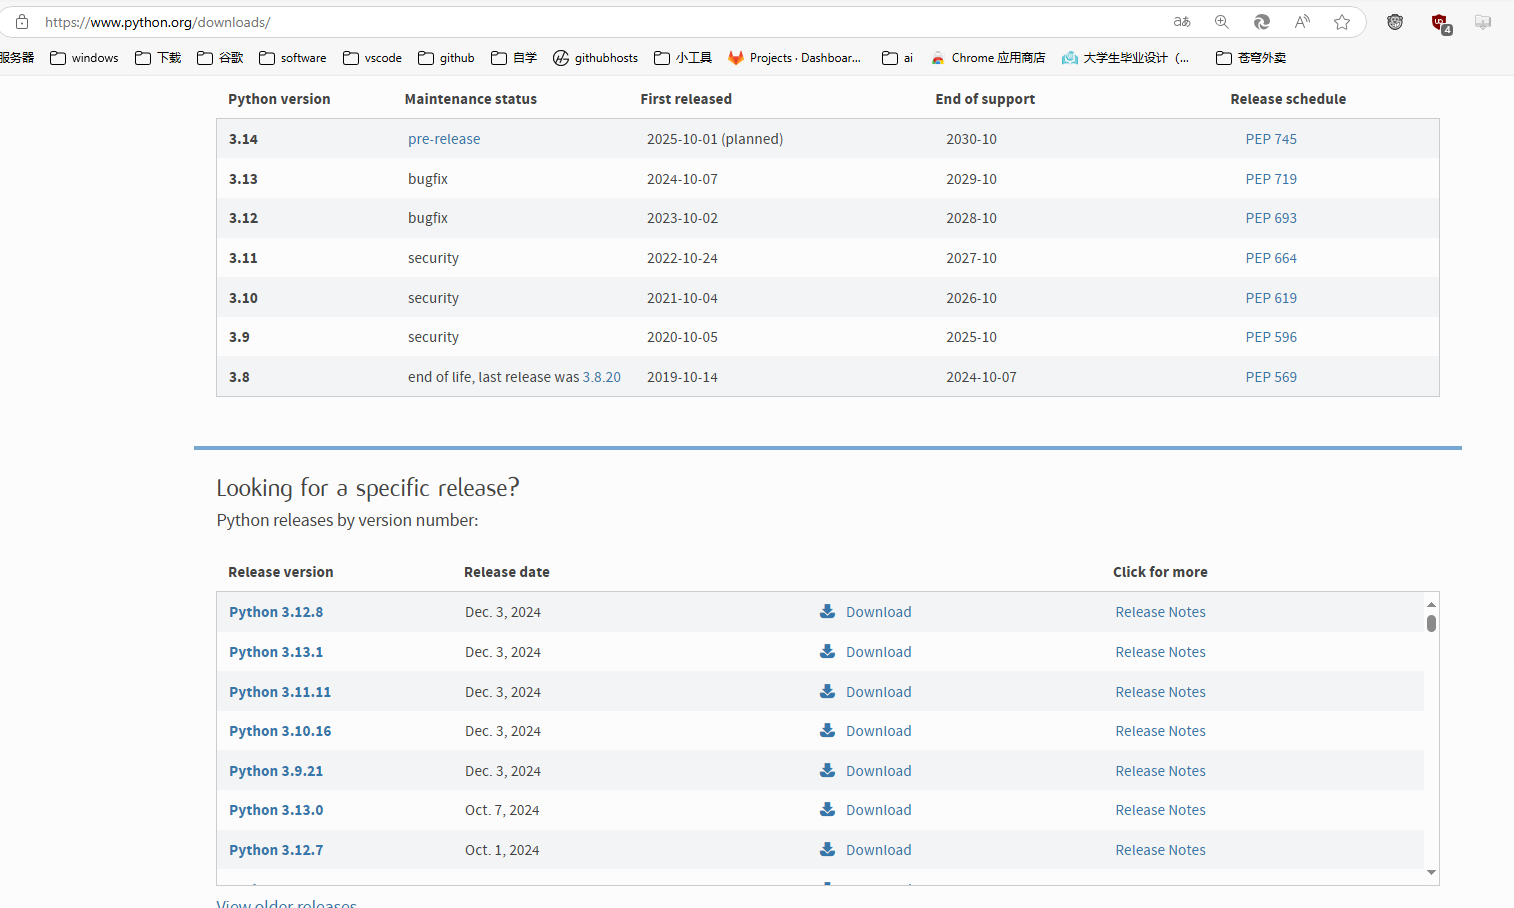 https://www.python.org/downloads/
服务器 windows 下载 谷歌 software vscode github 自学 githubhosts 小工具 Projects · Dashboar... ai Chrome 应用商店 大学生毕业设计（... 苍穹外卖
Python version Maintenance status First released End of support Release schedule
3.14 pre-release 2025-10-01 (planned) 2030-10 PEP 745
3.13 bugfix 2024-10-07 2029-10 PEP 719
3.12 bugfix 2023-10-02 2028-10 PEP 693
3.11 security 2022-10-24 2027-10 PEP 664
3.10 security 2021-10-04 2026-10 PEP 619
3.9 security 2020-10-05 2025-10 PEP 596
3.8 end of life, last release was 3.8.20 2019-10-14 2024-10-07 PEP 569
Looking for a specific release?
Python releases by version number:
Release version Release date Click for more
Python 3.12.8 Dec. 3, 2024 Download Release Notes
Python 3.13.1 Dec. 3, 2024 Download Release Notes
Python 3.11.11 Dec. 3, 2024 Download Release Notes
Python 3.10.16 Dec. 3, 2024 Download Release Notes
Python 3.9.21 Dec. 3, 2024 Download Release Notes
Python 3.13.0 Oct. 7, 2024 Download Release Notes
Python 3.12.7 Oct. 1, 2024 Download Release Notes
View older releases